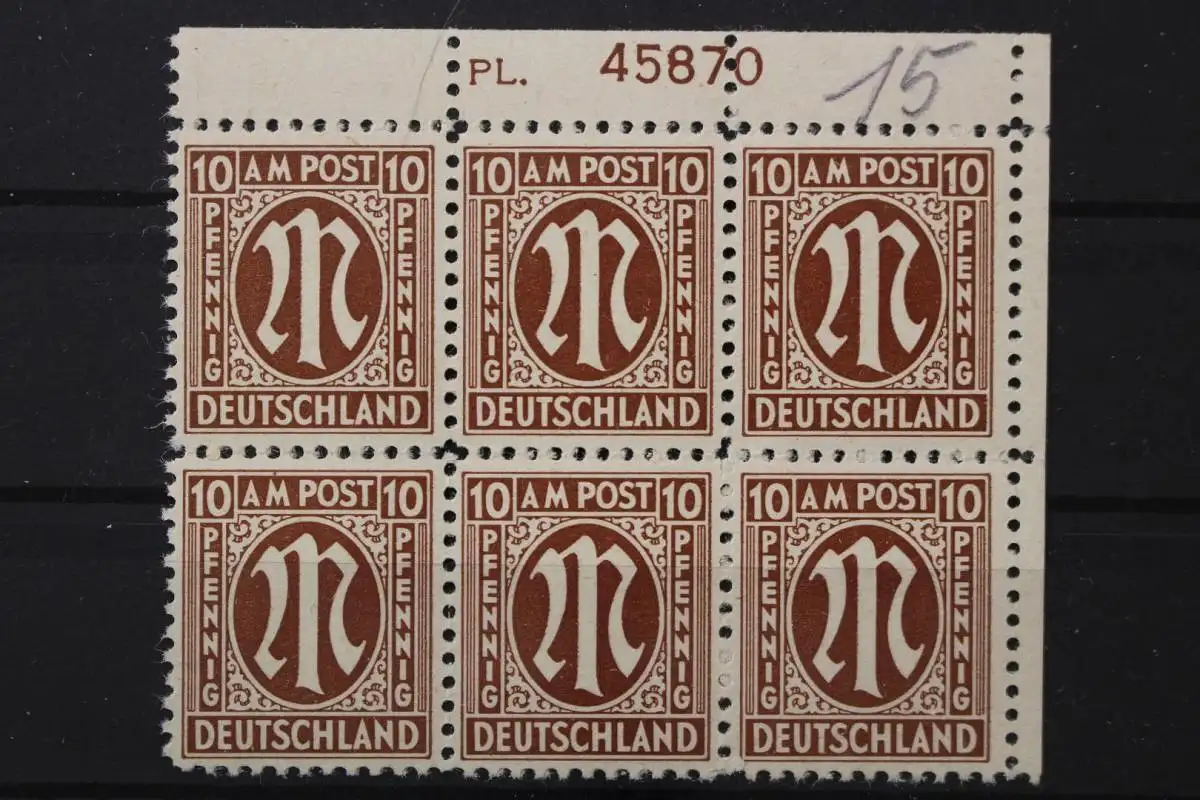 PL. 45870 15
10 AM POST 10 10 AM POST 10 10 AM POST 10
PFENNIG M PFENNIG PFENNIG M PFENNIG PFENNIG M PFENNIG
DEUTSCHLAND DEUTSCHLAND DEUTSCHLAND
10 AM POST 10 10 AM POST 10 10 AM POST 10
PFENNIG M PFENNIG PFENNIG M PFENNIG PFENNIG M PFENNIG
DEUTSCHLAND DEUTSCHLAND DEUTSCHLAND